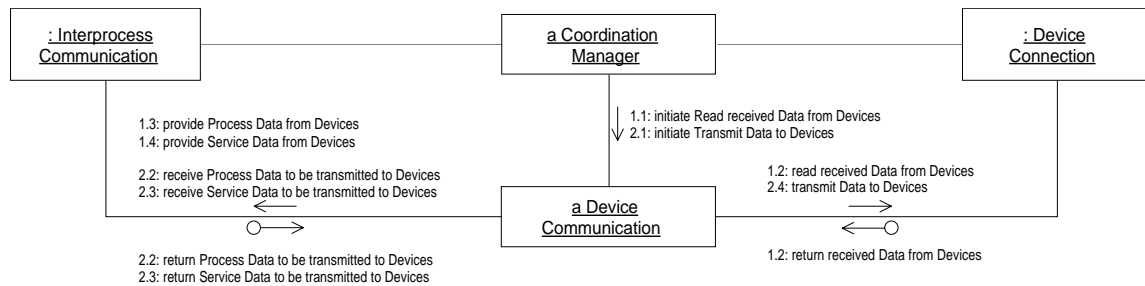 : Interprocess
Communication
a Coordination
Manager
: Device
Connection
1.3: provide Process Data from Devices
1.4: provide Service Data from Devices
2.2: receive Process Data to be transmitted to Devices
2.3: receive Service Data to be transmitted to Devices
1.1: initiate Read received Data from Devices
2.1: initiate Transmit Data to Devices
1.2: read received Data from Devices
2.4: transmit Data to Devices
a Device
Communication
2.2: return Process Data to be transmitted to Devices
2.3: return Service Data to be transmitted to Devices
1.2: return received Data from Devices